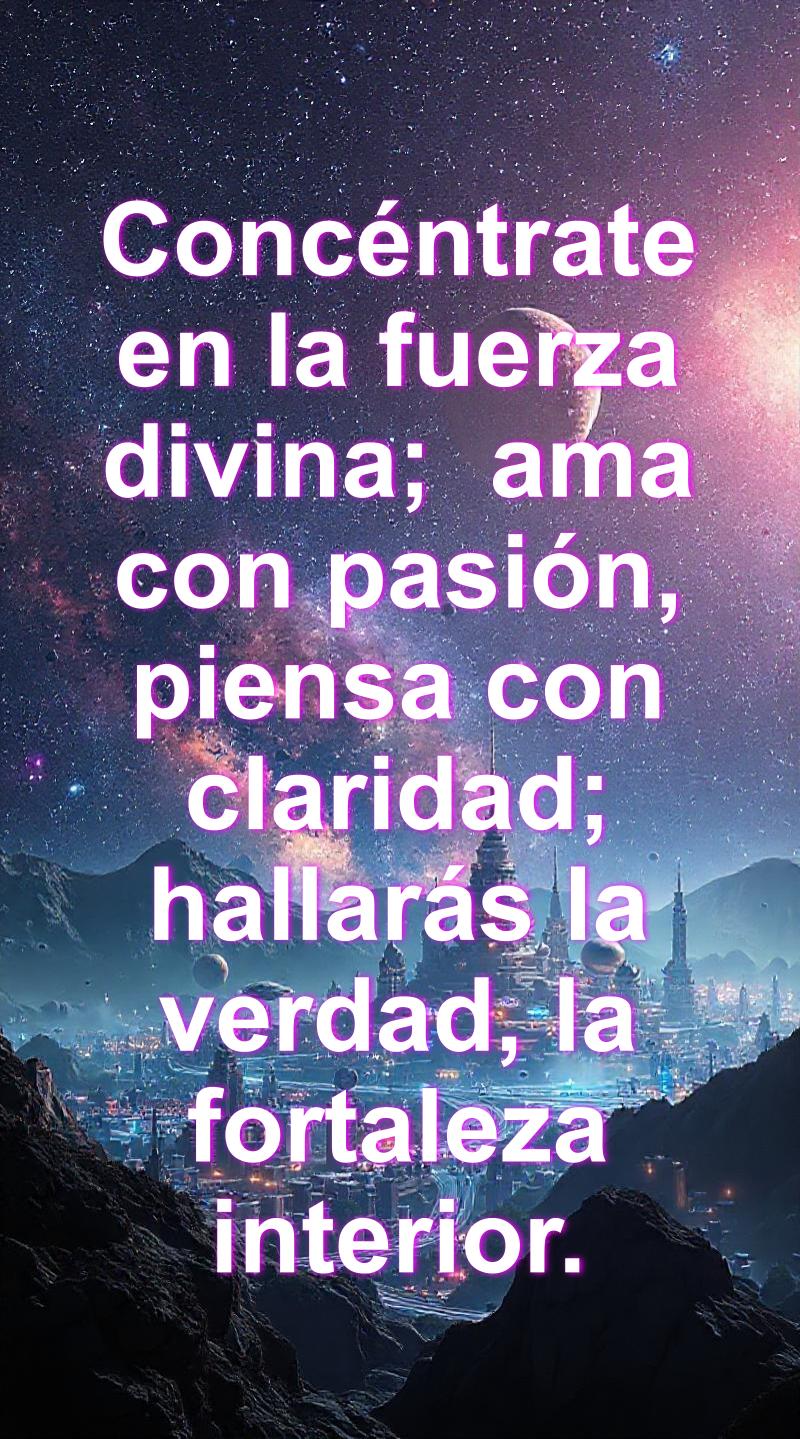 Concéntrate
en la fuerza
divina;  ama
con pasión,
piensa con
claridad;
hallarás la
verdad, la
fortaleza
interior.